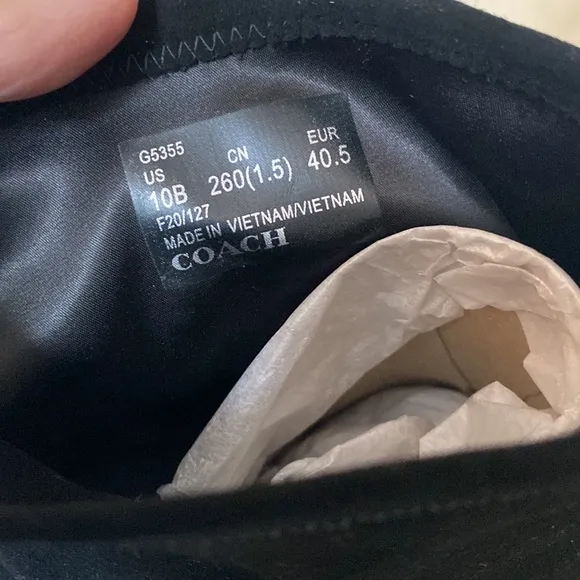 G5355
US CN EUR
10B 260(1.5) 40.5
F20/127
MADE IN VIETNAM/VIETNAM
COACH